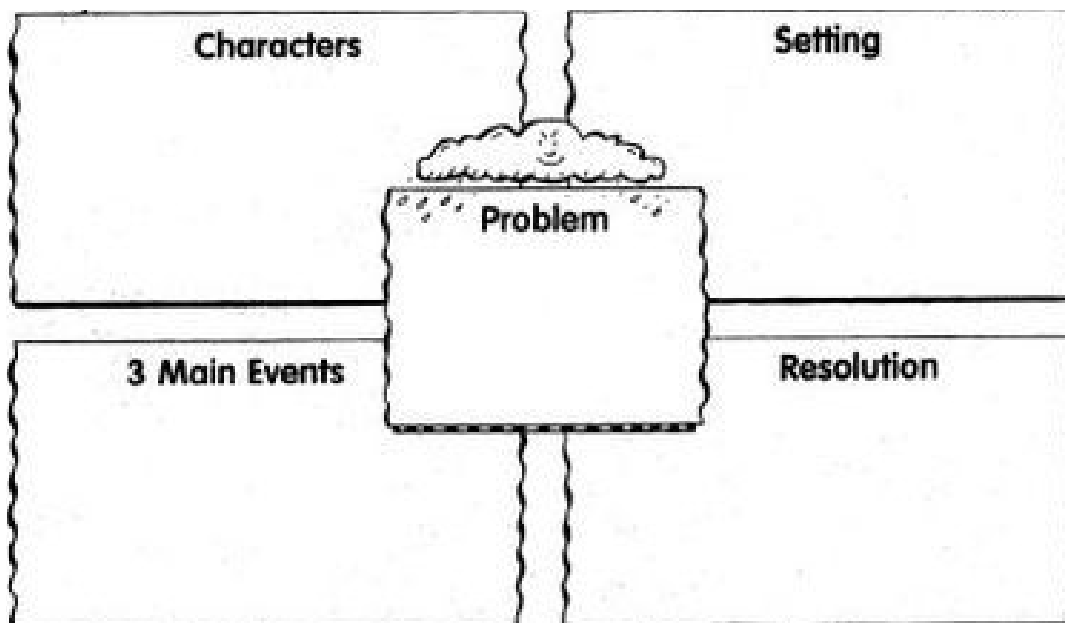 Characters
Setting
Problem
3 Main Events
Resolution